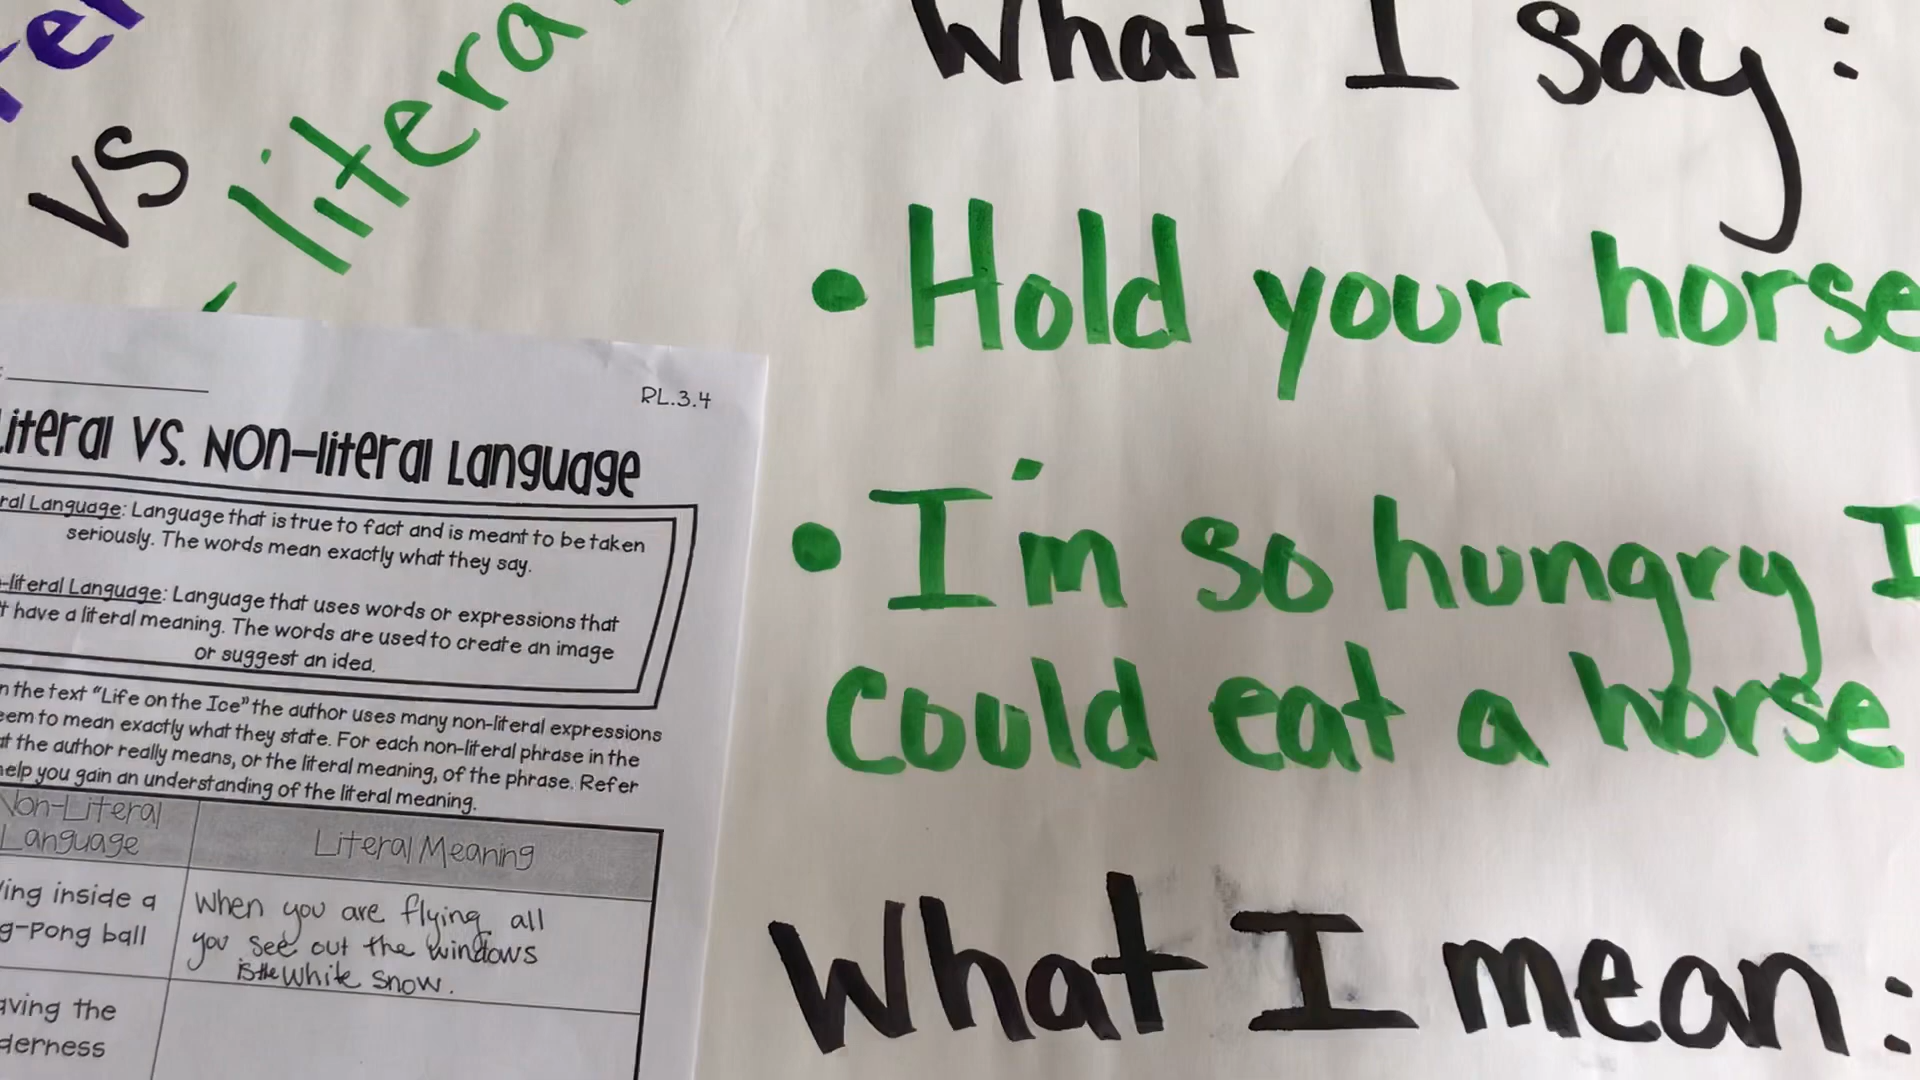 vs
litera
What I say:
• Hold your horse
• I'm so hungry I
could eat a horse
What I mean:
RL.3.4
Literal vs. Non-literal Language
ral Language: Language that is true to fact and is meant to be taken
seriously. The words mean exactly what they say.
-literal Language: Language that uses words or expressions that
't have a literal meaning. The words are used to create an image
or suggest an idea.
n the text "Life on the Ice" the author uses many non-literal expressions
eem to mean exactly what they state. For each non-literal phrase in the
at the author really means, or the literal meaning, of the phrase. Refer
help you gain an understanding of the literal meaning.
Non-Literal
Language
Literal Meaning
ing inside a
g-pong ball
When you are flying all
you see out the windows
is the white snow.
aving the
derness